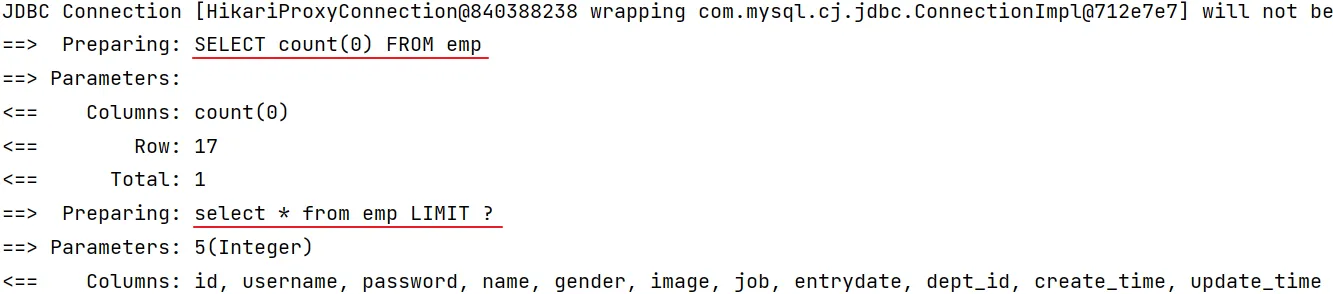 JDBC Connection [HikariProxyConnection@840388238 wrapping com.mysql.cj.jdbc.ConnectionImpl@712e7e7] will not be
==>  Preparing: SELECT count(0) FROM emp
==> Parameters:
<==    Columns: count(0)
<==        Row: 17
<==      Total: 1
==>  Preparing: select * from emp LIMIT ?
==> Parameters: 5(Integer)
<==    Columns: id, username, password, name, gender, image, job, entrydate, dept_id, create_time, update_time